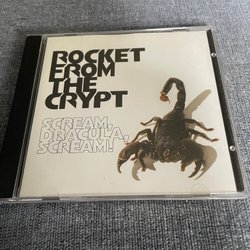 ROCKET
FROM
THE
CRYPT
SCREAM,
DRACULA,
SCREAM!